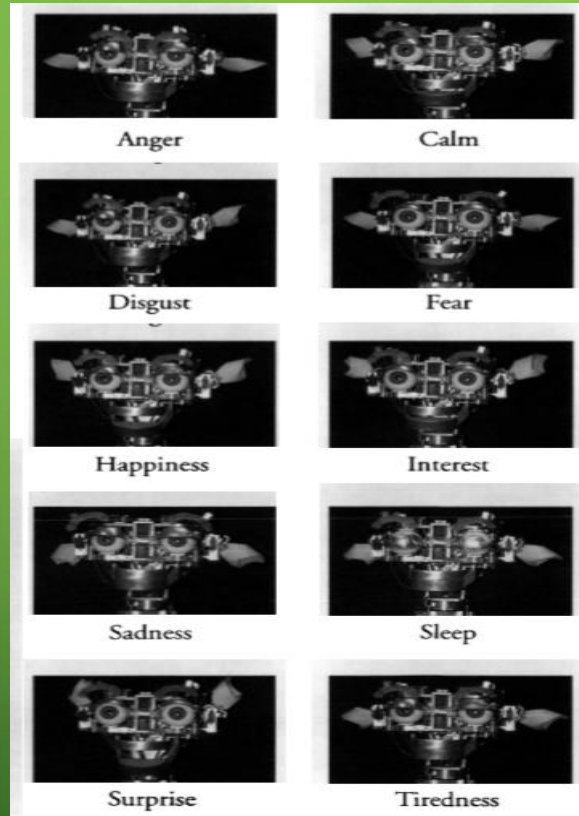 Anger
Calm
Disgust
Fear
Happiness
Interest
Sadness
Sleep
Surprise
Tiredness